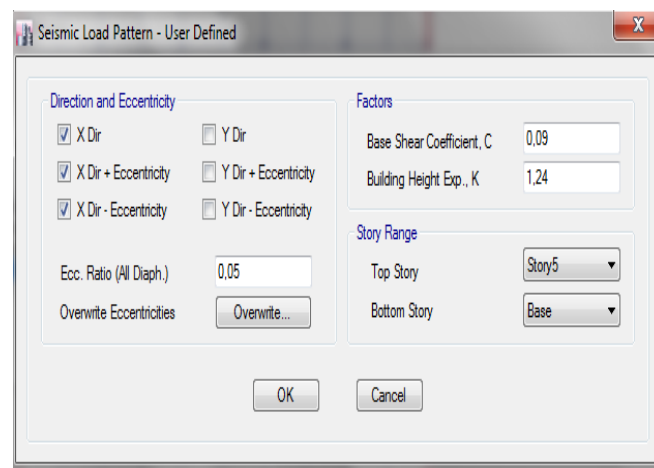 Seismic Load Pattern - User Defined
X
Direction and Eccentricity
X Dir
Y Dir
X Dir + Eccentricity
Y Dir + Eccentricity
X Dir - Eccentricity
Y Dir - Eccentricity
Ecc. Ratio (All Diaph.)
0,05
Overwrite Eccentricities
Overwrite...
Factors
Base Shear Coefficient, C
0,09
Building Height Exp., K
1,24
Story Range
Top Story
Story5
Bottom Story
Base
OK
Cancel